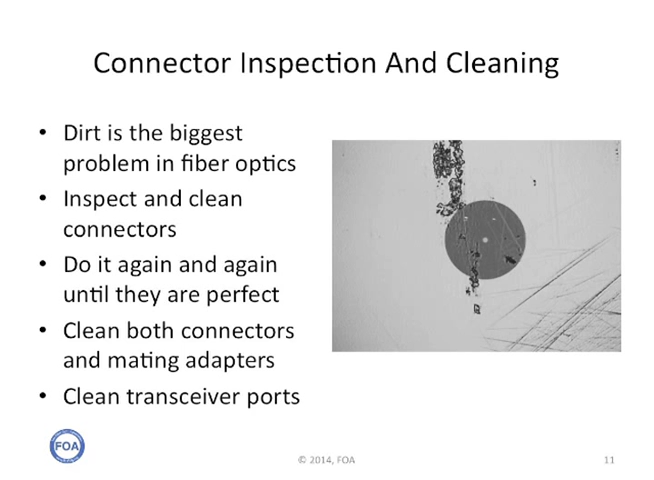 Connector Inspection And Cleaning
• Dirt is the biggest
problem in fiber optics
• Inspect and clean
connectors
• Do it again and again
until they are perfect
• Clean both connectors
and mating adapters
• Clean transceiver ports
FOA
© 2014, FOA
11